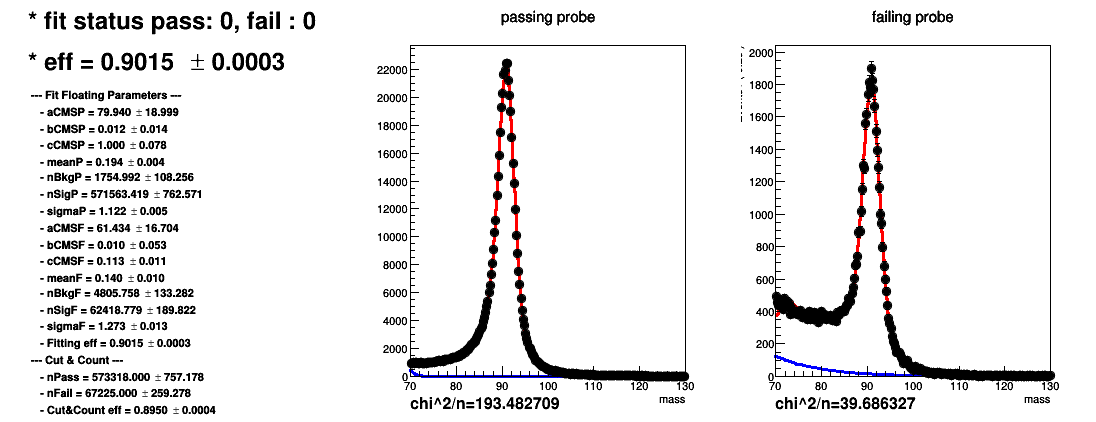 * fit status pass: 0, fail : 0
* eff = 0.9015 ± 0.0003
--- Fit Floating Parameters ---
- aCMSP = 79.940 ± 18.999
- bCMSP = 0.012 ± 0.014
- cCMSP = 1.000 ± 0.078
- meanP = 0.194 ± 0.004
- nBkgP = 1754.992 ± 108.256
- nSigP = 571563.419 ± 762.571
- sigmaP = 1.122 ± 0.005
- aCMSF = 61.434 ± 16.704
- bCMSF = 0.010 ± 0.053
- cCMSF = 0.113 ± 0.011
- meanF = 0.140 ± 0.010
- nBkgF = 4805.758 ± 133.282
- nSigF = 62418.779 ± 189.822
- sigmaF = 1.273 ± 0.013
- Fitting eff = 0.9015 ± 0.0003
--- Cut & Count ---
- nPass = 573318.000 ± 757.178
- nFail = 67225.000 ± 259.278
- Cut&Count eff = 0.8950 ± 0.0004
passing probe
22000
20000
18000
16000
14000
12000
10000
8000
6000
4000
2000
0
70 80 90 100 110 120 130
mass
chi^2/n=193.482709
failing probe
2000
1800
1600
1400
1200
1000
800
600
400
200
0
70 80 90 100 110 120 130
mass
chi^2/n=39.686327